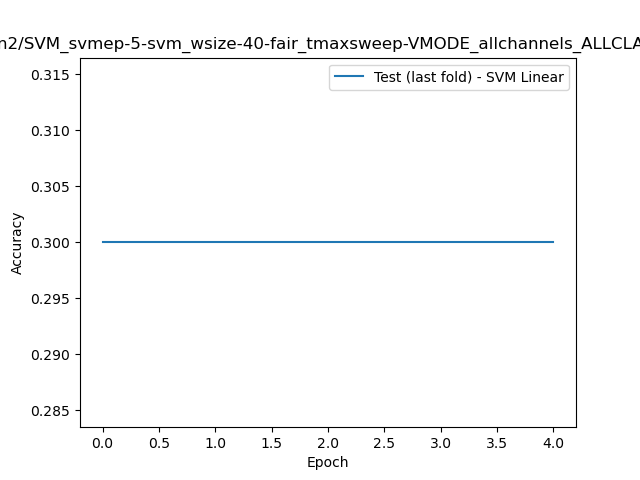 n2/SVM_svmep-5-svm_wsize-40-fair_tmaxsweep-VMODE_allchannels_ALLCLA
Test (last fold) - SVM Linear
0.315
0.310
0.305
0.300
0.295
0.290
0.285
Accuracy
0.0 0.5 1.0 1.5 2.0 2.5 3.0 3.5 4.0
Epoch